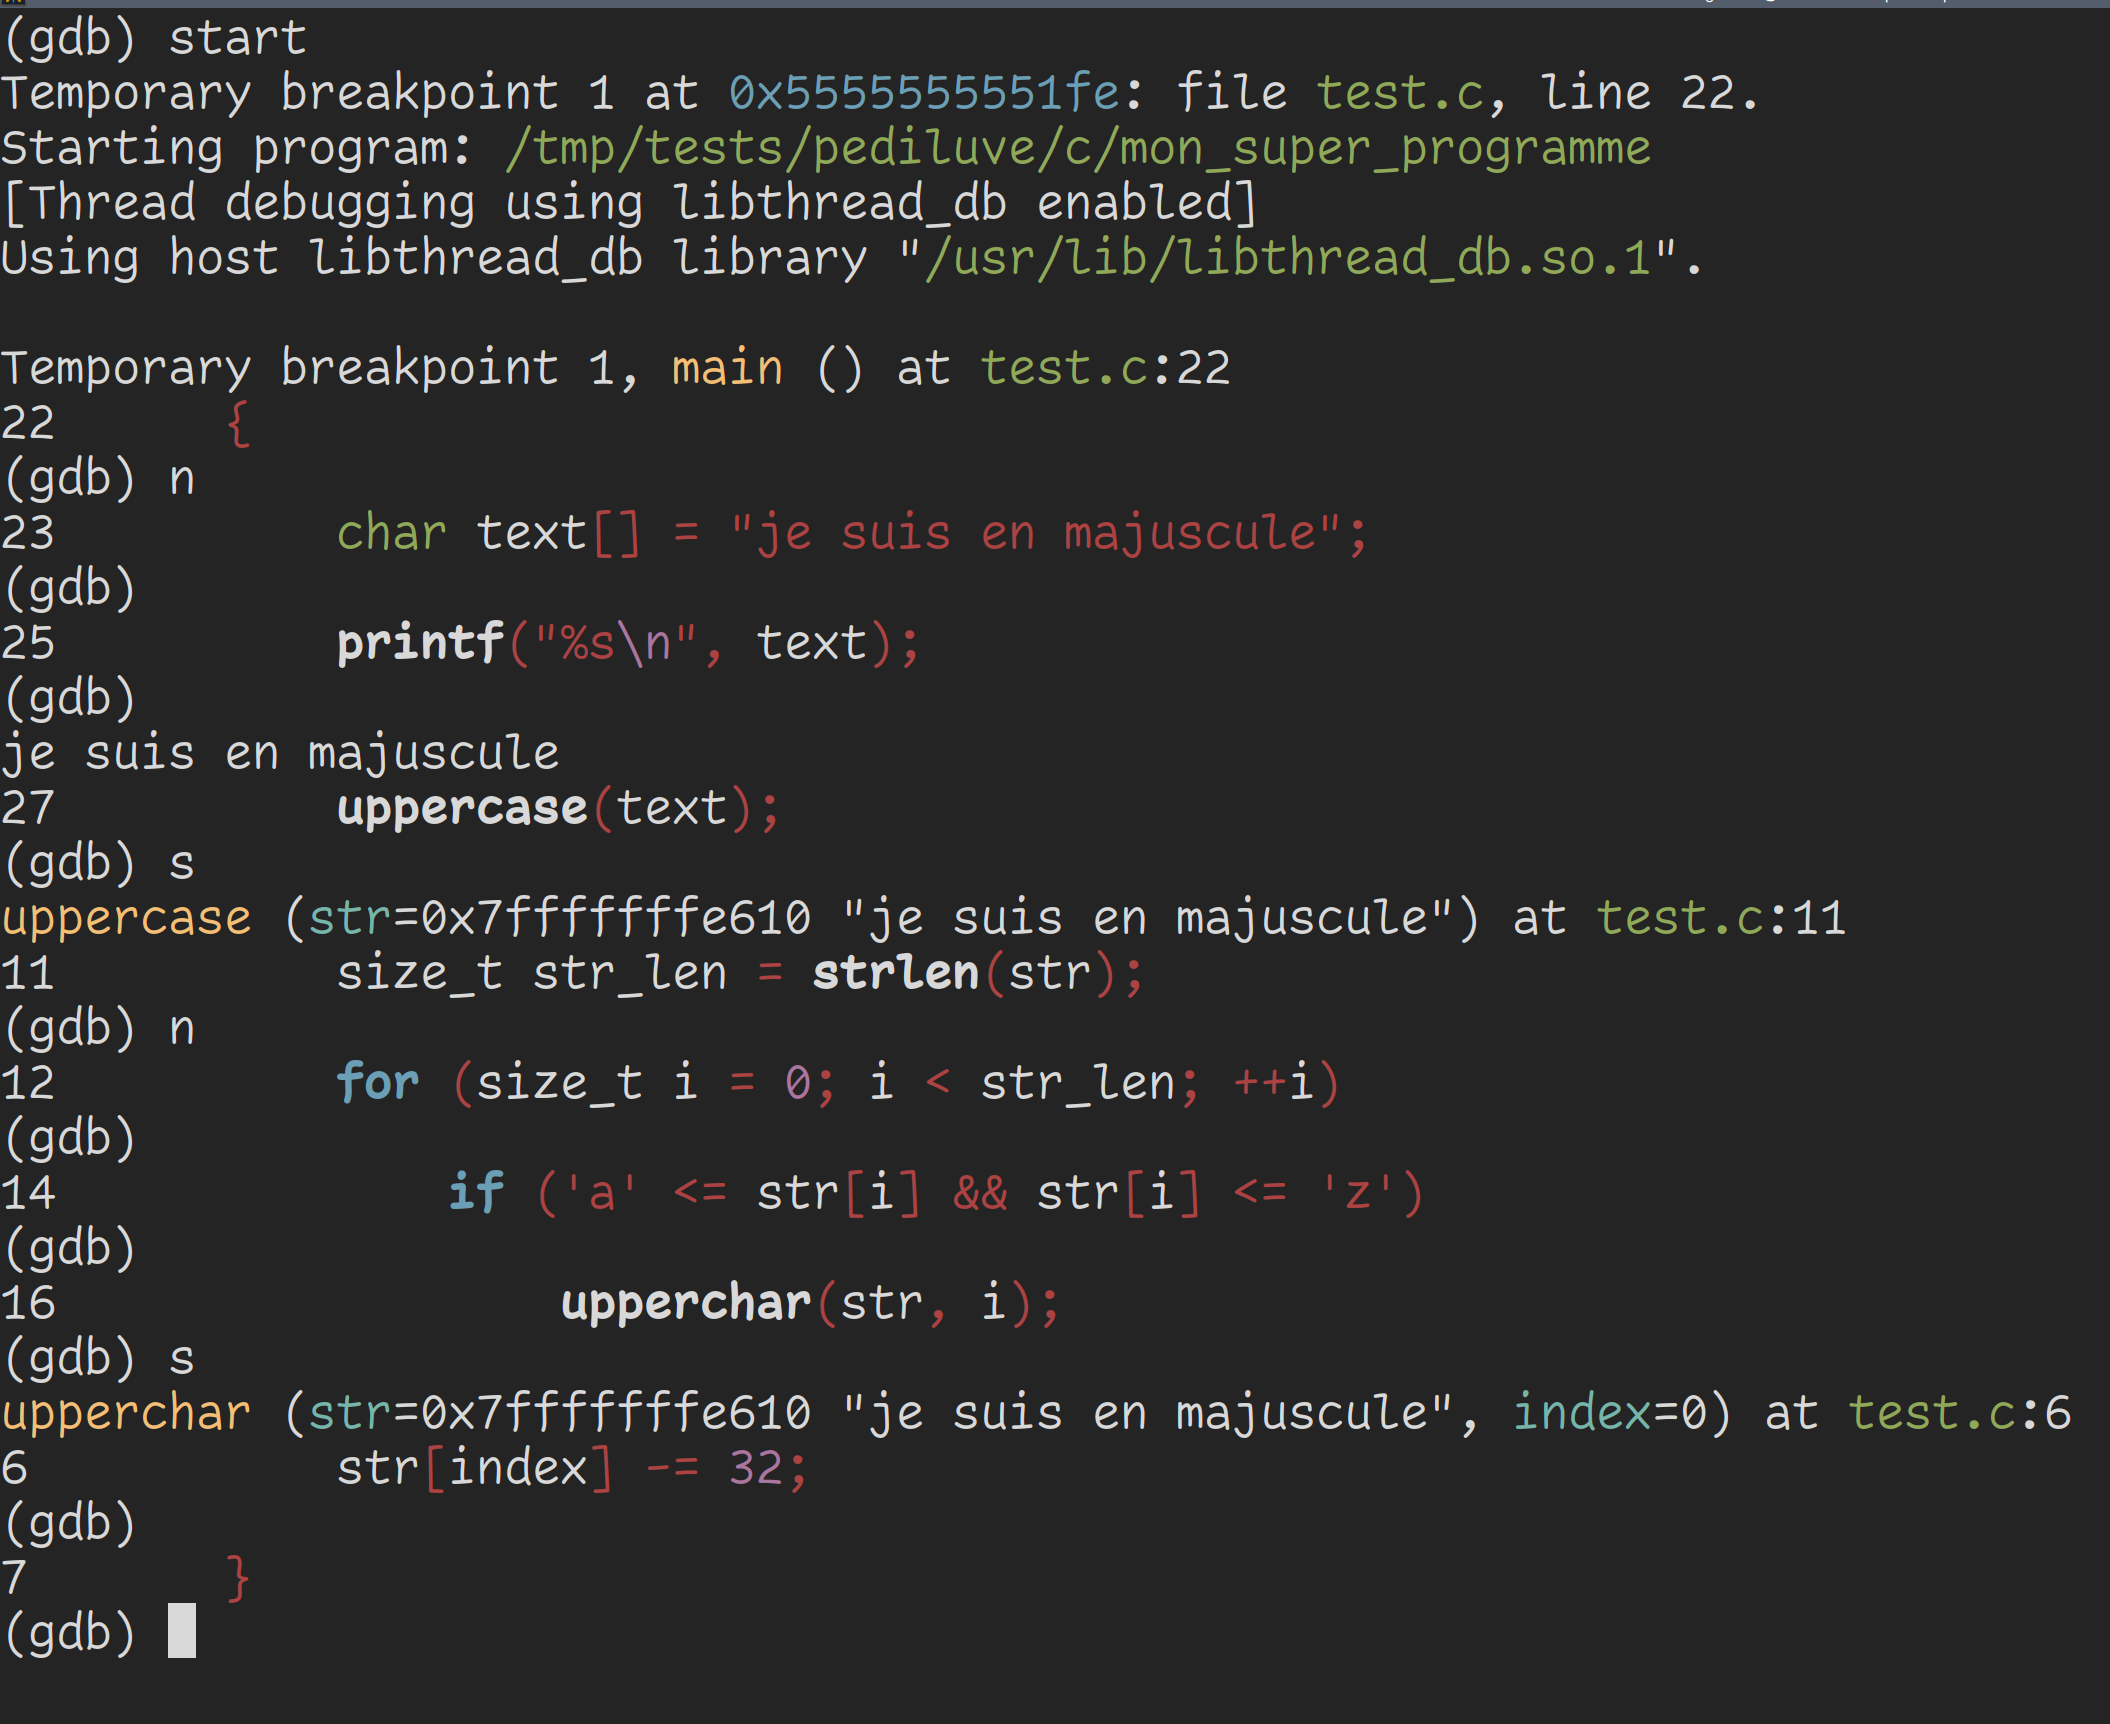 (gdb) start
Temporary breakpoint 1 at 0x5555555551fe: file test.c, line 22.
Starting program: /tmp/tests/pediluve/c/mon_super_programme
[Thread debugging using libthread_db enabled]
Using host libthread_db library "/usr/lib/libthread_db.so.1".

Temporary breakpoint 1, main () at test.c:22
22      {
(gdb) n
23          char text[] = "je suis en majuscule";
(gdb)
25          printf("%s\n", text);
(gdb)
je suis en majuscule
27          uppercase(text);
(gdb) s
uppercase (str=0x7fffffffe610 "je suis en majuscule") at test.c:11
11          size_t str_len = strlen(str);
(gdb) n
12          for (size_t i = 0; i < str_len; ++i)
(gdb)
14              if ('a' <= str[i] && str[i] <= 'z')
(gdb)
16                  upperchar(str, i);
(gdb) s
upperchar (str=0x7fffffffe610 "je suis en majuscule", index=0) at test.c:6
6           str[index] -= 32;
(gdb)
7       }
(gdb)